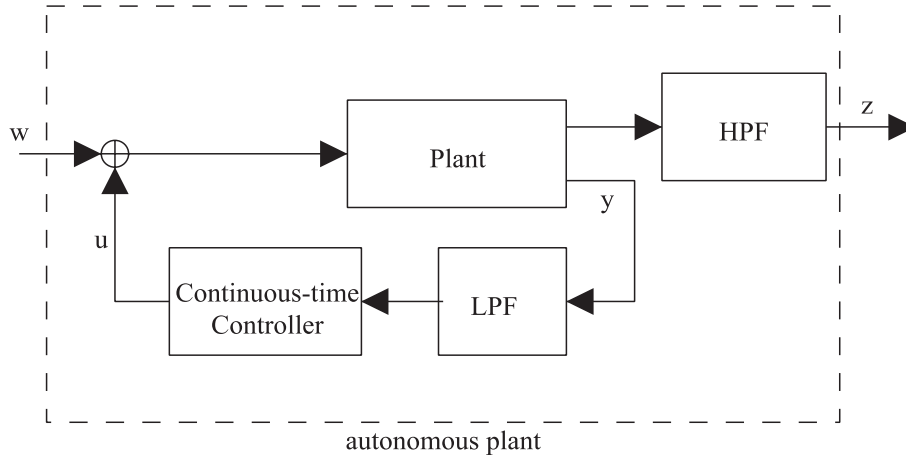 z
w
HPF
Plant
y
u
Continuous-time
Controller
LPF
autonomous plant